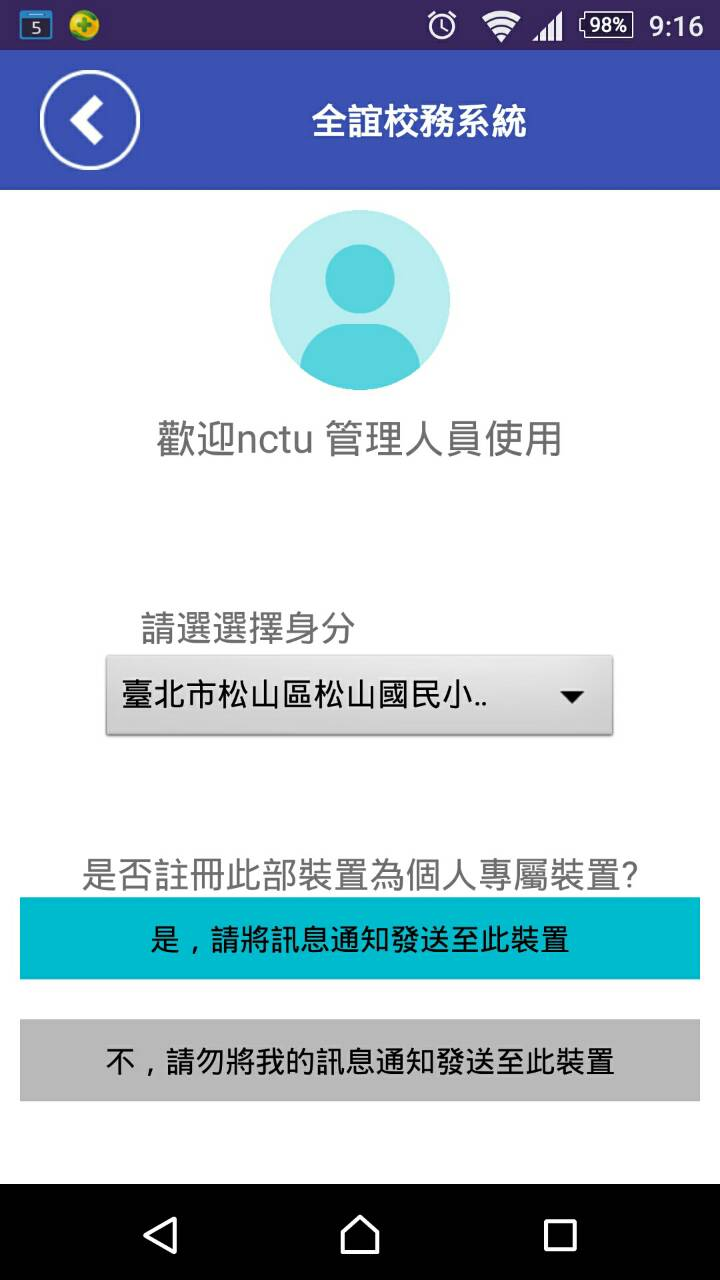 5
98%
9:16
全誼校務系統
歡迎nctu 管理人員使用
請選選擇身分
臺北市松山區松山國民小..
是否註冊此部裝置為個人專屬裝置?
是，請將訊息通知發送至此裝置
不，請勿將我的訊息通知發送至此裝置